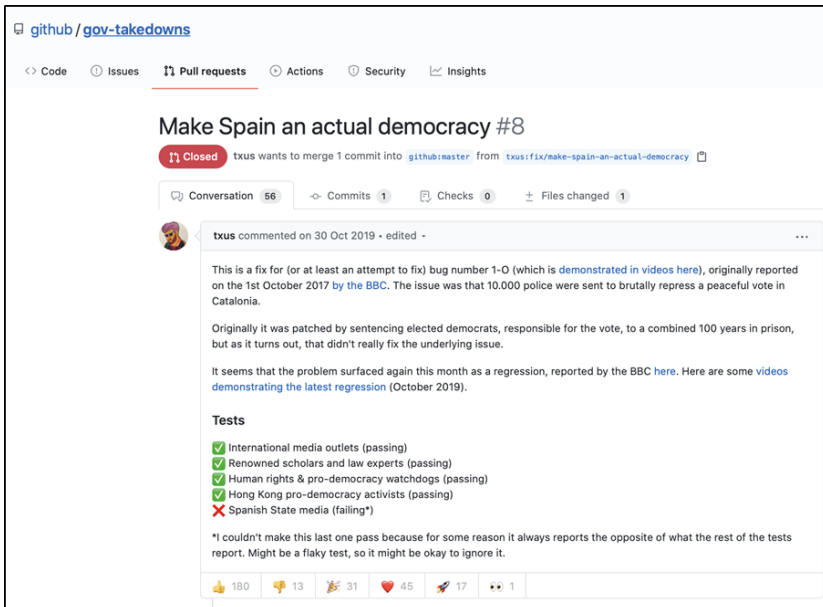 github / gov-takedowns
Code Issues Pull requests Actions Security Insights
Make Spain an actual democracy #8
Closed txus wants to merge 1 commit into github:master from txus:fix/make-spain-an-actual-democracy
Conversation 56 Commits 1 Checks 0 Files changed 1
txus commented on 30 Oct 2019 • edited
This is a fix for (or at least an attempt to fix) bug number 1-O (which is demonstrated in videos here), originally reported
on the 1st October 2017 by the BBC. The issue was that 10.000 police were sent to brutally repress a peaceful vote in
Catalonia.
Originally it was patched by sentencing elected democrats, responsible for the vote, to a combined 100 years in prison,
but as it turns out, that didn't really fix the underlying issue.
It seems that the problem surfaced again this month as a regression, reported by the BBC here. Here are some videos
demonstrating the latest regression (October 2019).
Tests
✅ International media outlets (passing)
✅ Renowned scholars and law experts (passing)
✅ Human rights & pro-democracy watchdogs (passing)
✅ Hong Kong pro-democracy activists (passing)
❌ Spanish State media (failing*)
*I couldn't make this last one pass because for some reason it always reports the opposite of what the rest of the tests
report. Might be a flaky test, so it might be okay to ignore it.
👍 180 👎 13 🎉 31 ❤️ 45 🚀 17 👀 1